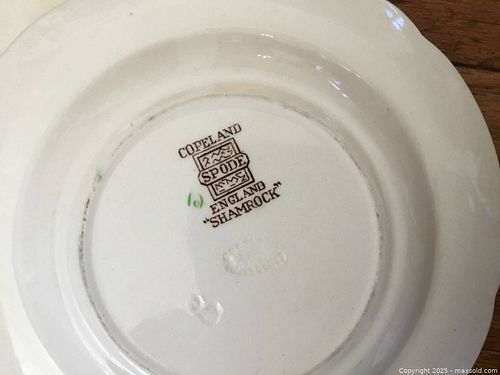 COPELAND
SPODE
ENGLAND
"SHAMROCK"
Copyright 2025 - maxsold.com